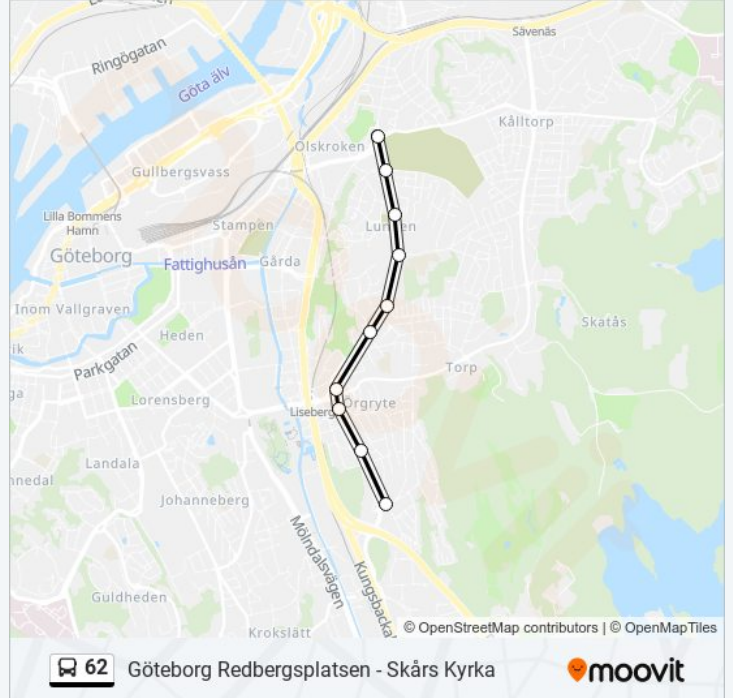 Sävenäs
Ringögatan
Göta älv
Kålltorp
Olskroken
Gullbergsvass
Lilla Bommens
Hamn
Stampen
Göteborg
Fattighusån
Gårda
Inom Vallgraven
Skatås
Heden
Parkgatan
Torp
Lorensberg
Liseberg
Örgryte
Landala
Johanneberg
Mölndalsvägen
Guldheden
Krokslätt
© OpenStreetMap contributors | © OpenMapTiles
62 Göteborg Redbergsplatsen - Skårs Kyrka moovit